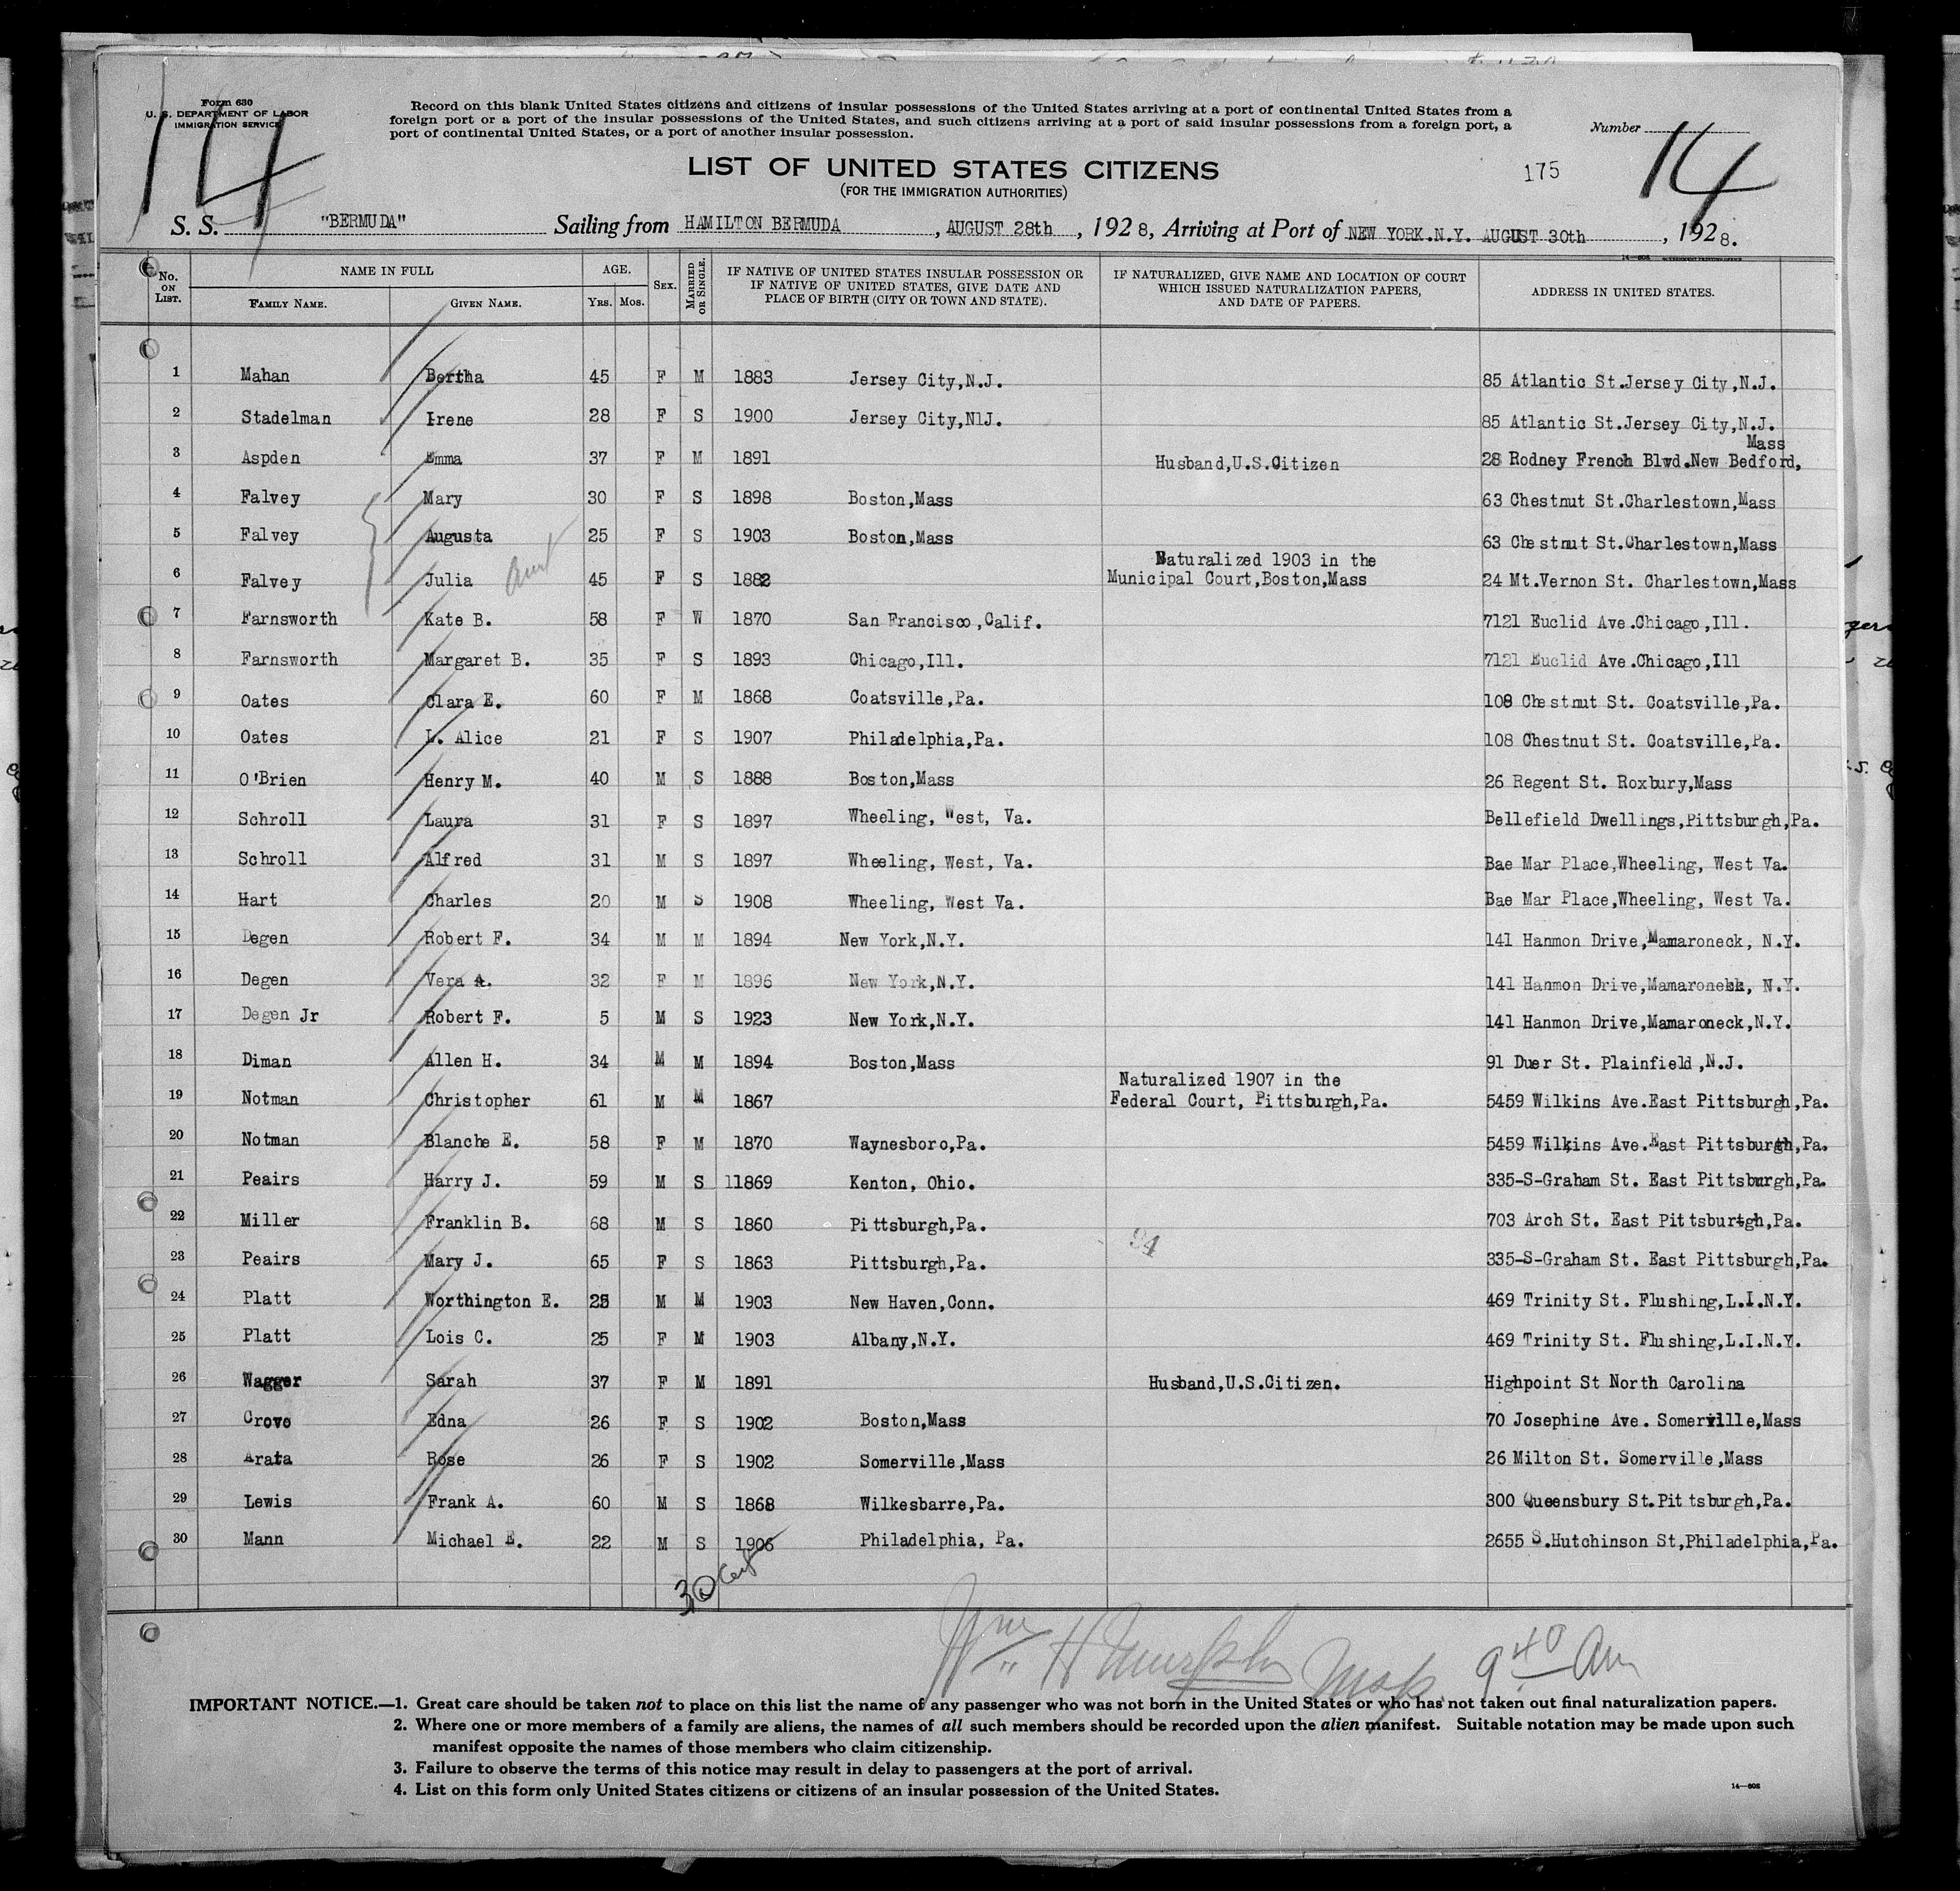 Form 630
U. S. DEPARTMENT OF LABOR
IMMIGRATION SERVICE
14
Record on this blank United States citizens and citizens of insular possessions of the United States arriving at a port of continental United States from a
foreign port or a port of the insular possessions of the United States, and such citizens arriving at a port of said insular possessions from a foreign port, a
port of continental United States, or a port of another insular possession.
Number
14
LIST OF UNITED STATES CITIZENS
(FOR THE IMMIGRATION AUTHORITIES)
175
S. S. "BERMUDA" Sailing from HAMILTON BERMUDA, AUGUST 28th, 1928, Arriving at Port of NEW YORK.N.Y. AUGUST 30th, 1928.
No. ON LIST. NAME IN FULL FAMILY NAME. GIVEN NAME. AGE. YRS. MOS. SEX. MARRIED OR SINGLE. IF NATIVE OF UNITED STATES INSULAR POSSESSION OR IF NATIVE OF UNITED STATES, GIVE DATE AND PLACE OF BIRTH (CITY OR TOWN AND STATE). IF NATURALIZED, GIVE NAME AND LOCATION OF COURT WHICH ISSUED NATURALIZATION PAPERS, AND DATE OF PAPERS. ADDRESS IN UNITED STATES.
1 Mahan Bertha 45 F M 1883 Jersey City,N.J. 85 Atlantic St.Jersey City,N.J.
2 Stadelman Irene 28 F S 1900 Jersey City,NlJ. 85 Atlantic St.Jersey City,N.J.
Mass
3 Aspden Emma 37 F M 1891 Husband,U.S.Citizen 28 Rodney French Blvd.New Bedford,
4 Falvey Mary 30 F S 1898 Boston,Mass 63 Chestnut St.Charlestown,Mass
5 Falvey Augusta 25 F S 1903 Boston,Mass 63 Chestnut St.Charlestown,Mass
Aunt
Naturalized 1903 in the
6 Falvey Julia 45 F S 1882 Municipal Court,Boston,Mass 24 Mt.Vernon St. Charlestown,Mass
7 Farnsworth Kate B. 58 F W 1870 San Francisco,Calif. 7121 Euclid Ave.Chicago,Ill.
8 Farnsworth Margaret B. 35 F S 1893 Chicago,Ill. 7121 Euclid Ave.Chicago,Ill
9 Oates Clara E. 60 F M 1868 Coatsville,Pa. 108 Chestnut St. Coatsville,Pa.
10 Oates L. Alice 21 F S 1907 Philadelphia,Pa. 108 Chestnut St. Coatsville,Pa.
11 O'Brien Henry M. 40 M S 1888 Boston,Mass 26 Regent St. Roxbury,Mass
12 Schroll Laura 31 F S 1897 Wheeling, West, Va. Bellefield Dwellings,Pittsburgh,Pa.
13 Schroll Alfred 31 M S 1897 Wheeling, West, Va. Bae Mar Place,Wheeling, West Va.
14 Hart Charles 20 M S 1908 Wheeling, West Va. Bae Mar Place,Wheeling, West Va.
15 Degen Robert F. 34 M M 1894 New York,N.Y. 141 Hanmon Drive,Mamaroneck, N.Y.
16 Degen Vera A. 32 F M 1896 New York,N.Y. 141 Hanmon Drive,Mamaroneck, N.Y.
17 Degen Jr Robert F. 5 M S 1923 New York,N.Y. 141 Hanmon Drive,Mamaroneck,N.Y.
18 Diman Allen H. 34 M M 1894 Boston,Mass 91 Duer St. Plainfield,N.J.
Naturalized 1907 in the
19 Notman Christopher 61 M M 1867 Federal Court, Pittsburgh,Pa. 5459 Wilkins Ave.East Pittsburgh,Pa.
20 Notman Blanche E. 58 F M 1870 Waynesboro,Pa. 5459 Wilkins Ave.East Pittsburgh,Pa.
21 Peairs Harry J. 59 M S 11869 Kenton, Ohio. 335-S-Graham St. East Pittsburgh,Pa.
22 Miller Franklin B. 68 M S 1860 Pittsburgh,Pa. 703 Arch St. East Pittsburtgh,Pa.
94
23 Peairs Mary J. 65 F S 1863 Pittsburgh,Pa. 335-S-Graham St. East Pittsburgh,Pa.
24 Platt Worthington E. 25 M M 1903 New Haven,Conn. 469 Trinity St. Flushing,L.I.N.Y.
25 Platt Lois C. 25 F M 1903 Albany,N.Y. 469 Trinity St. Flushing,L.I.N.Y.
26 Wagger Sarah 37 F M 1891 Husband,U.S.Citizen. Highpoint St North Carolina
27 Crovo Edna 26 F S 1902 Boston,Mass 70 Josephine Ave. Somerville,Mass
28 Arata Rose 26 F S 1902 Somerville,Mass 26 Milton St. Somerville,Mass
29 Lewis Frank A. 60 M S 1868 Wilkesbarre,Pa. 300 Queensbury St.Pittsburgh,Pa.
30 Mann Michael E. 22 M S 1906 Philadelphia, Pa. 2655 S.Hutchinson St,Philadelphia,Pa.
30
Wm H Murphy 9 40 Am
IMPORTANT NOTICE.—1. Great care should be taken not to place on this list the name of any passenger who was not born in the United States or who has not taken out final naturalization papers.
2. Where one or more members of a family are aliens, the names of all such members should be recorded upon the alien manifest. Suitable notation may be made upon such
manifest opposite the names of those members who claim citizenship.
3. Failure to observe the terms of this notice may result in delay to passengers at the port of arrival.
4. List on this form only United States citizens or citizens of an insular possession of the United States.
14—608